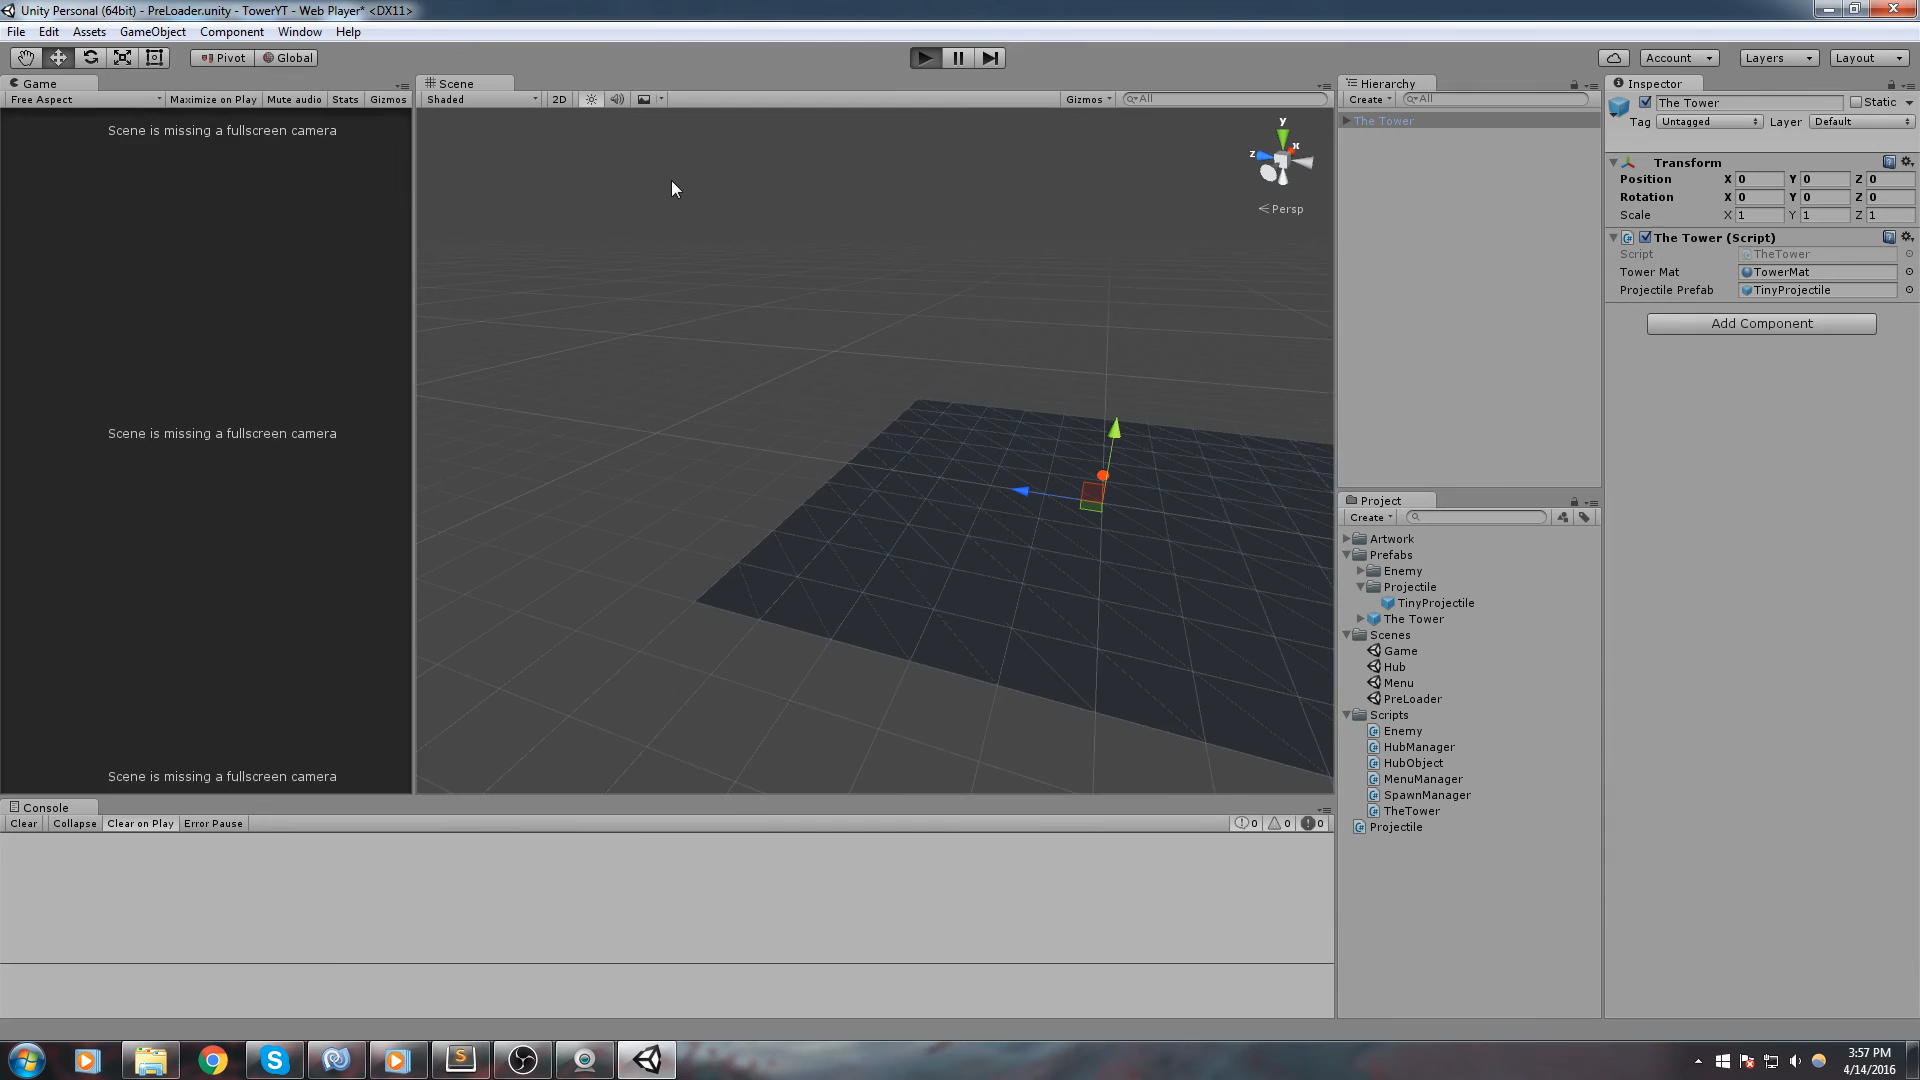 Unity Personal (64bit) - PreLoader.unity - TowerYT - Web Player* <DX11>
File Edit Assets GameObject Component Window Help
Pivot Global Account Layers Layout
Game
Free Aspect Maximize on Play Mute audio Stats Gizmos
Scene is missing a fullscreen camera
Scene is missing a fullscreen camera
Scene is missing a fullscreen camera
Scene
Shaded 2D Gizmos All
y
x
z
Persp
Hierarchy
Create All
The Tower
Project
Create
Artwork
Prefabs
Enemy
Projectile
TinyProjectile
The Tower
Scenes
Game
Hub
Menu
PreLoader
Scripts
Enemy
HubManager
HubObject
MenuManager
SpawnManager
TheTower
Projectile
Inspector
The Tower Static
Tag Untagged Layer Default
Transform
Position X 0 Y 0 Z 0
Rotation X 0 Y 0 Z 0
Scale X 1 Y 1 Z 1
The Tower (Script)
Script TheTower
Tower Mat TowerMat
Projectile Prefab TinyProjectile
Add Component
Console
Clear Collapse Clear on Play Error Pause 0 0 0
3:57 PM
4/14/2016